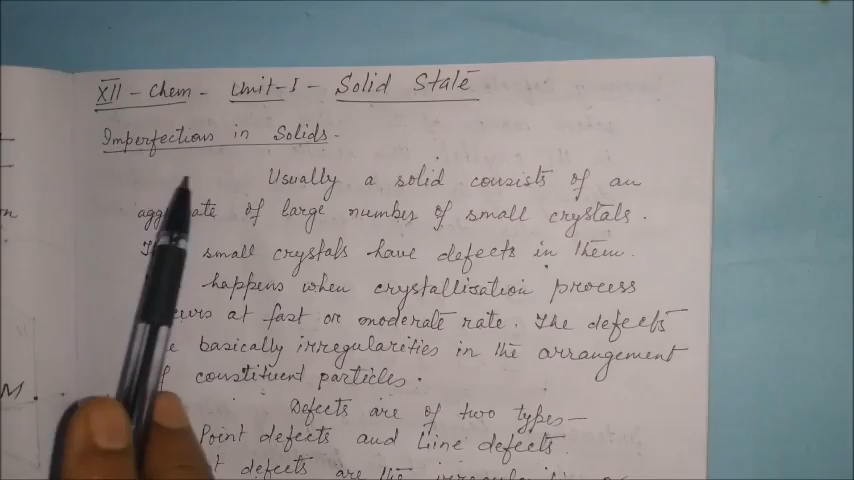 XII - Chem - Unit-I - Solid State
Imperfections in Solids -
Usually a solid consists of an
of large number of small crystals.
small crystals have defects in them.
happens when crystallisation process
at fast or moderate rate. The defects
basically irregularities in the arrangement
constituent particles.
Defects are of two types -
Point defects and Line defects.
defects are the
M